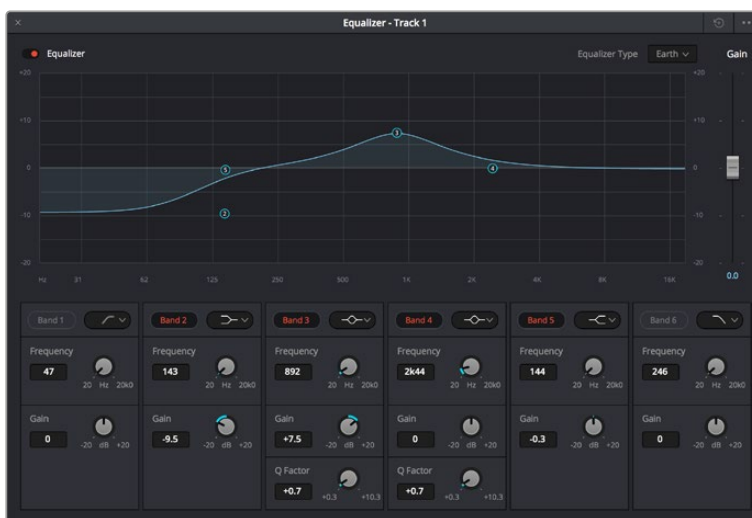 Equalizer - Track 1
Equalizer
Equalizer Type Earth Gain
+20 +20
+10 +10
0 0
-10 -10
-20 -20
3
5
4
2
Hz 31 62 125 250 500 1K 2K 4K 8K 16K
0.0
Band 1 Band 2 Band 3 Band 4 Band 5 Band 6
Frequency Frequency Frequency Frequency Frequency Frequency
47 143 892 2k44 144 246
20 Hz 20k0 20 Hz 20k0 20 Hz 20k0 20 Hz 20k0 20 Hz 20k0 20 Hz 20k0
Gain Gain Gain Gain Gain Gain
0 -9.5 +7.5 0 -0.3 0
-20 dB +20 -20 dB +20 -20 dB +20 -20 dB +20 -20 dB +20 -20 dB +20
Q Factor Q Factor
+0.7 +0.7
+0.3 +10.3 +0.3 +10.3